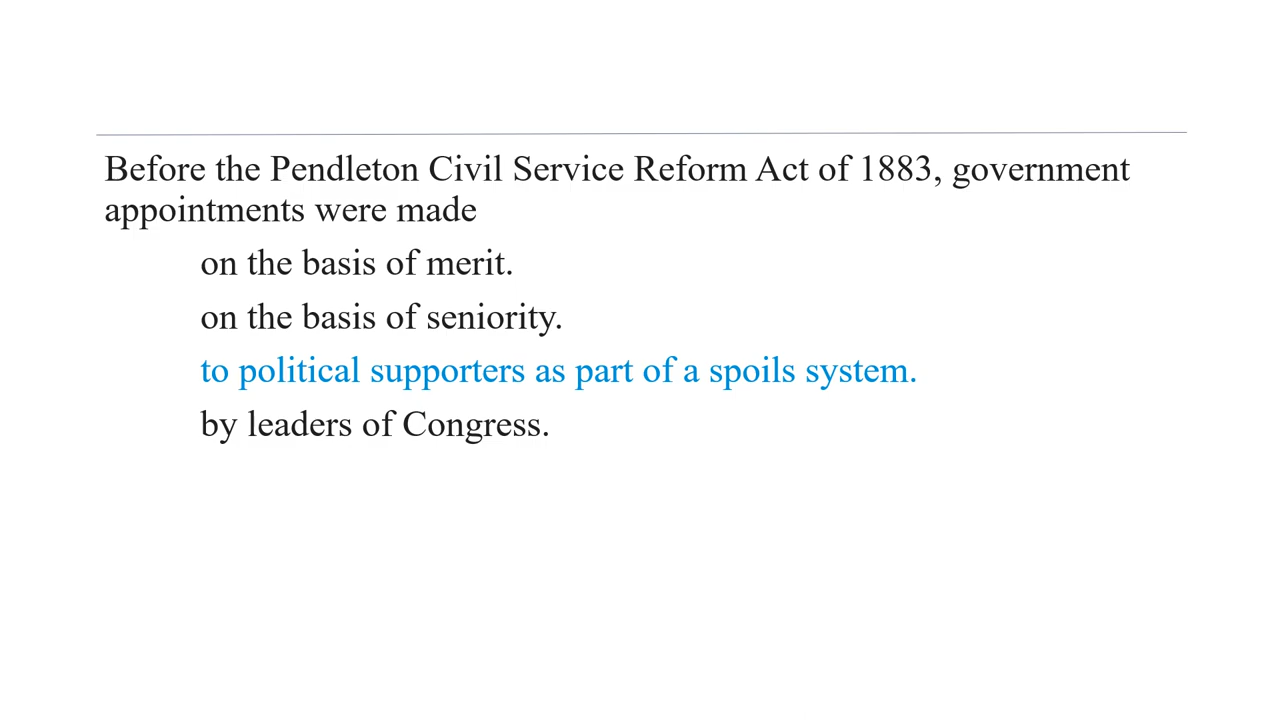 Before the Pendleton Civil Service Reform Act of 1883, government
appointments were made
on the basis of merit.
on the basis of seniority.
to political supporters as part of a spoils system.
by leaders of Congress.